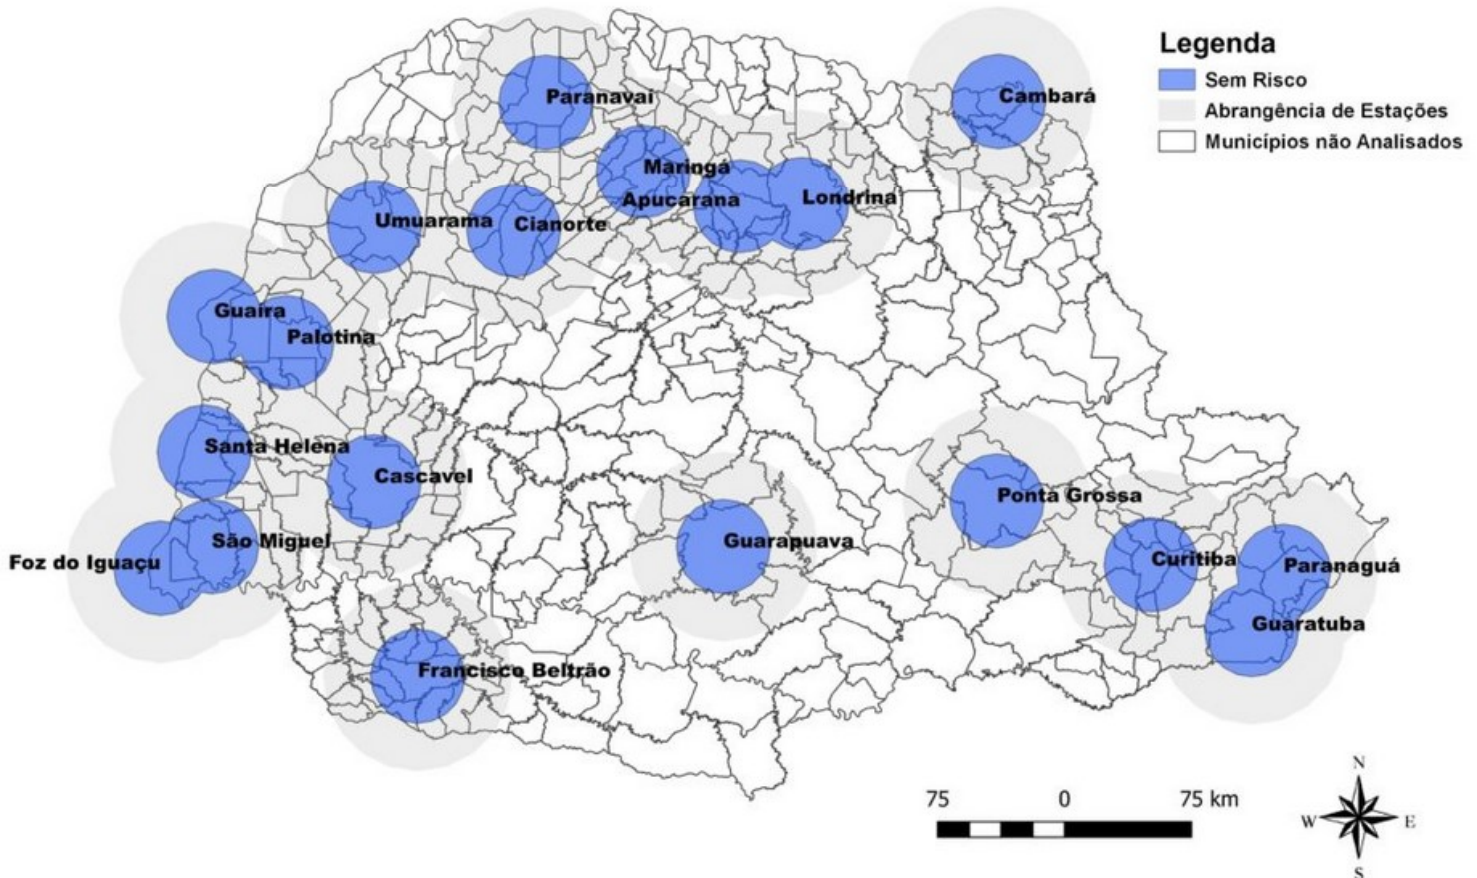 Legenda
Sem Risco
Abrangência de Estações
Municípios não Analisados
Paranavaí
Cambará
Maringá
Apucarana
Londrina
Umuarama
Cianorte
Guaíra
Palotina
Santa Helena
Cascavel
Ponta Grossa
São Miguel
Guarapuava
Foz do Iguaçu
Curitiba
Paranaguá
Guaratuba
Francisco Beltrão
75 0 75 km
N
W E
S